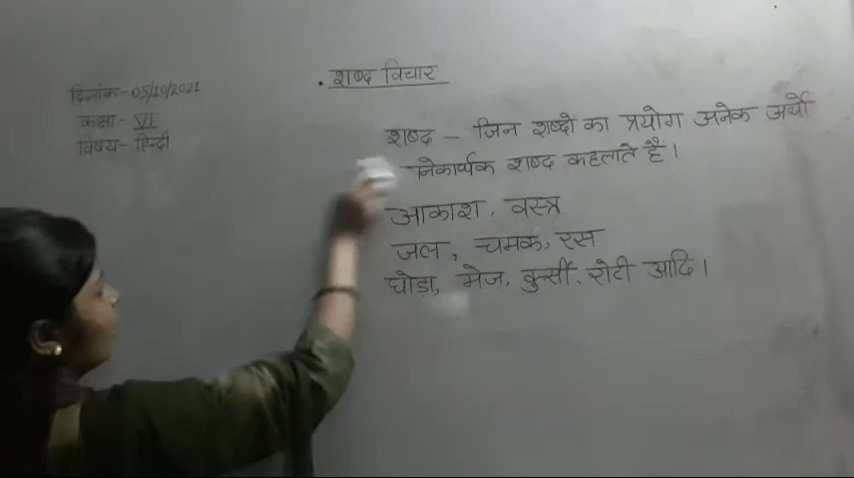 दिनांक-05/10/2021
कक्षा- VI
विषय- हिन्दी
• शब्द विचार
शब्द – जिन शब्दों का प्रयोग अनेक अर्थो
नेकार्थक शब्द कहलाते हैं।
आकाश, वस्त्र
जल, चमक, रस
घोड़ा, मेज, कुर्सी, रोटी आदि।